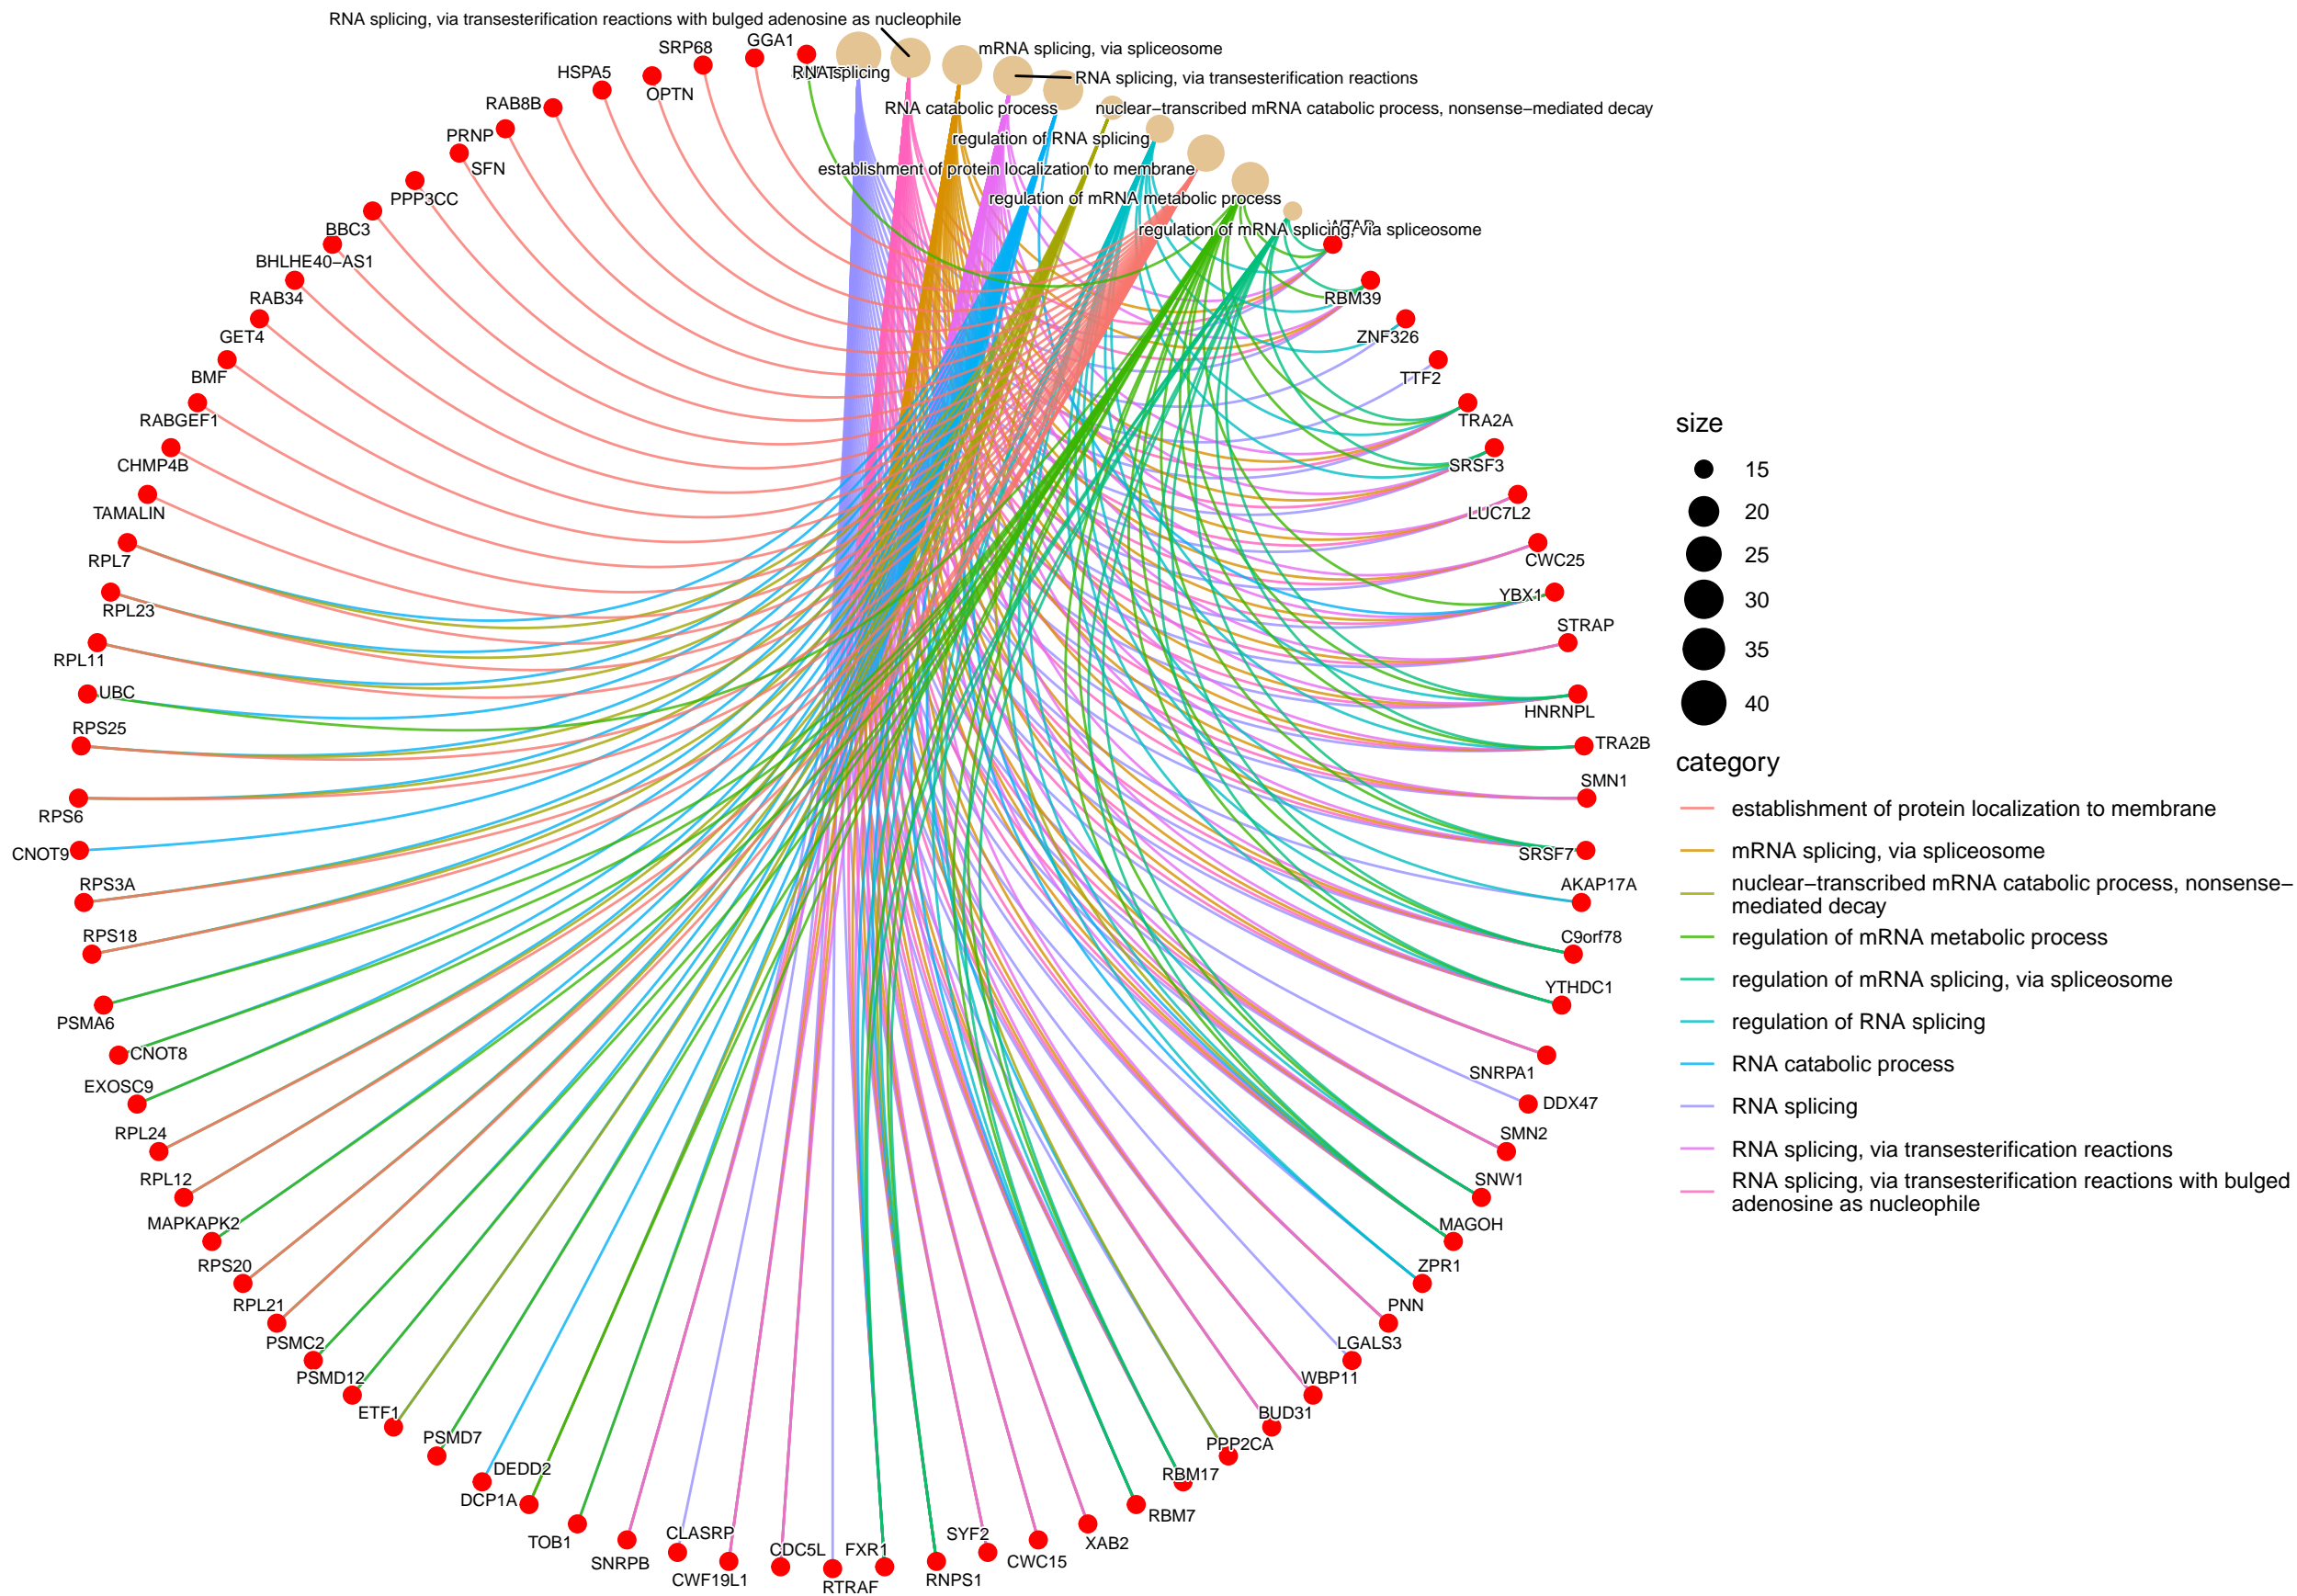 RNA splicing, via transesterification reactions with bulged adenosine as nucleophile
GGA1
SRP68
mRNA splicing, via spliceosome
HSPA5
RNA splicing
RNA splicing, via transesterification reactions
OPTN
RAB8B
RNA catabolic process
nuclear−transcribed mRNA catabolic process, nonsense−mediated decay
PRNP
regulation of RNA splicing
SFN
establishment of protein localization to membrane
PPP3CC
regulation of mRNA metabolic process
BBC3
WTAP
regulation of mRNA splicing, via spliceosome
BHLHE40−AS1
RAB34
RBM39
GET4
ZNF326
BMF
TTF2
RABGEF1
TRA2A
CHMP4B
SRSF3
TAMALIN
LUC7L2
RPL7
CWC25
RPL23
YBX1
RPL11
STRAP
UBC
HNRNPL
RPS25
TRA2B
RPS6
SMN1
CNOT9
SRSF7
RPS3A
AKAP17A
RPS18
C9orf78
PSMA6
YTHDC1
CNOT8
SNRPA1
EXOSC9
DDX47
RPL24
SMN2
RPL12
SNW1
MAPKAPK2
MAGOH
RPS20
ZPR1
RPL21
PNN
PSMC2
LGALS3
PSMD12
WBP11
ETF1
BUD31
PSMD7
PPP2CA
DEDD2
RBM17
DCP1A
RBM7
TOB1
XAB2
SNRPB
CLASRP
CWF19L1
CDC5L
RTRAF
FXR1
RNPS1
SYF2
CWC15
size
15
20
25
30
35
40
category
establishment of protein localization to membrane
mRNA splicing, via spliceosome
nuclear−transcribed mRNA catabolic process, nonsense−
mediated decay
regulation of mRNA metabolic process
regulation of mRNA splicing, via spliceosome
regulation of RNA splicing
RNA catabolic process
RNA splicing
RNA splicing, via transesterification reactions
RNA splicing, via transesterification reactions with bulged
adenosine as nucleophile